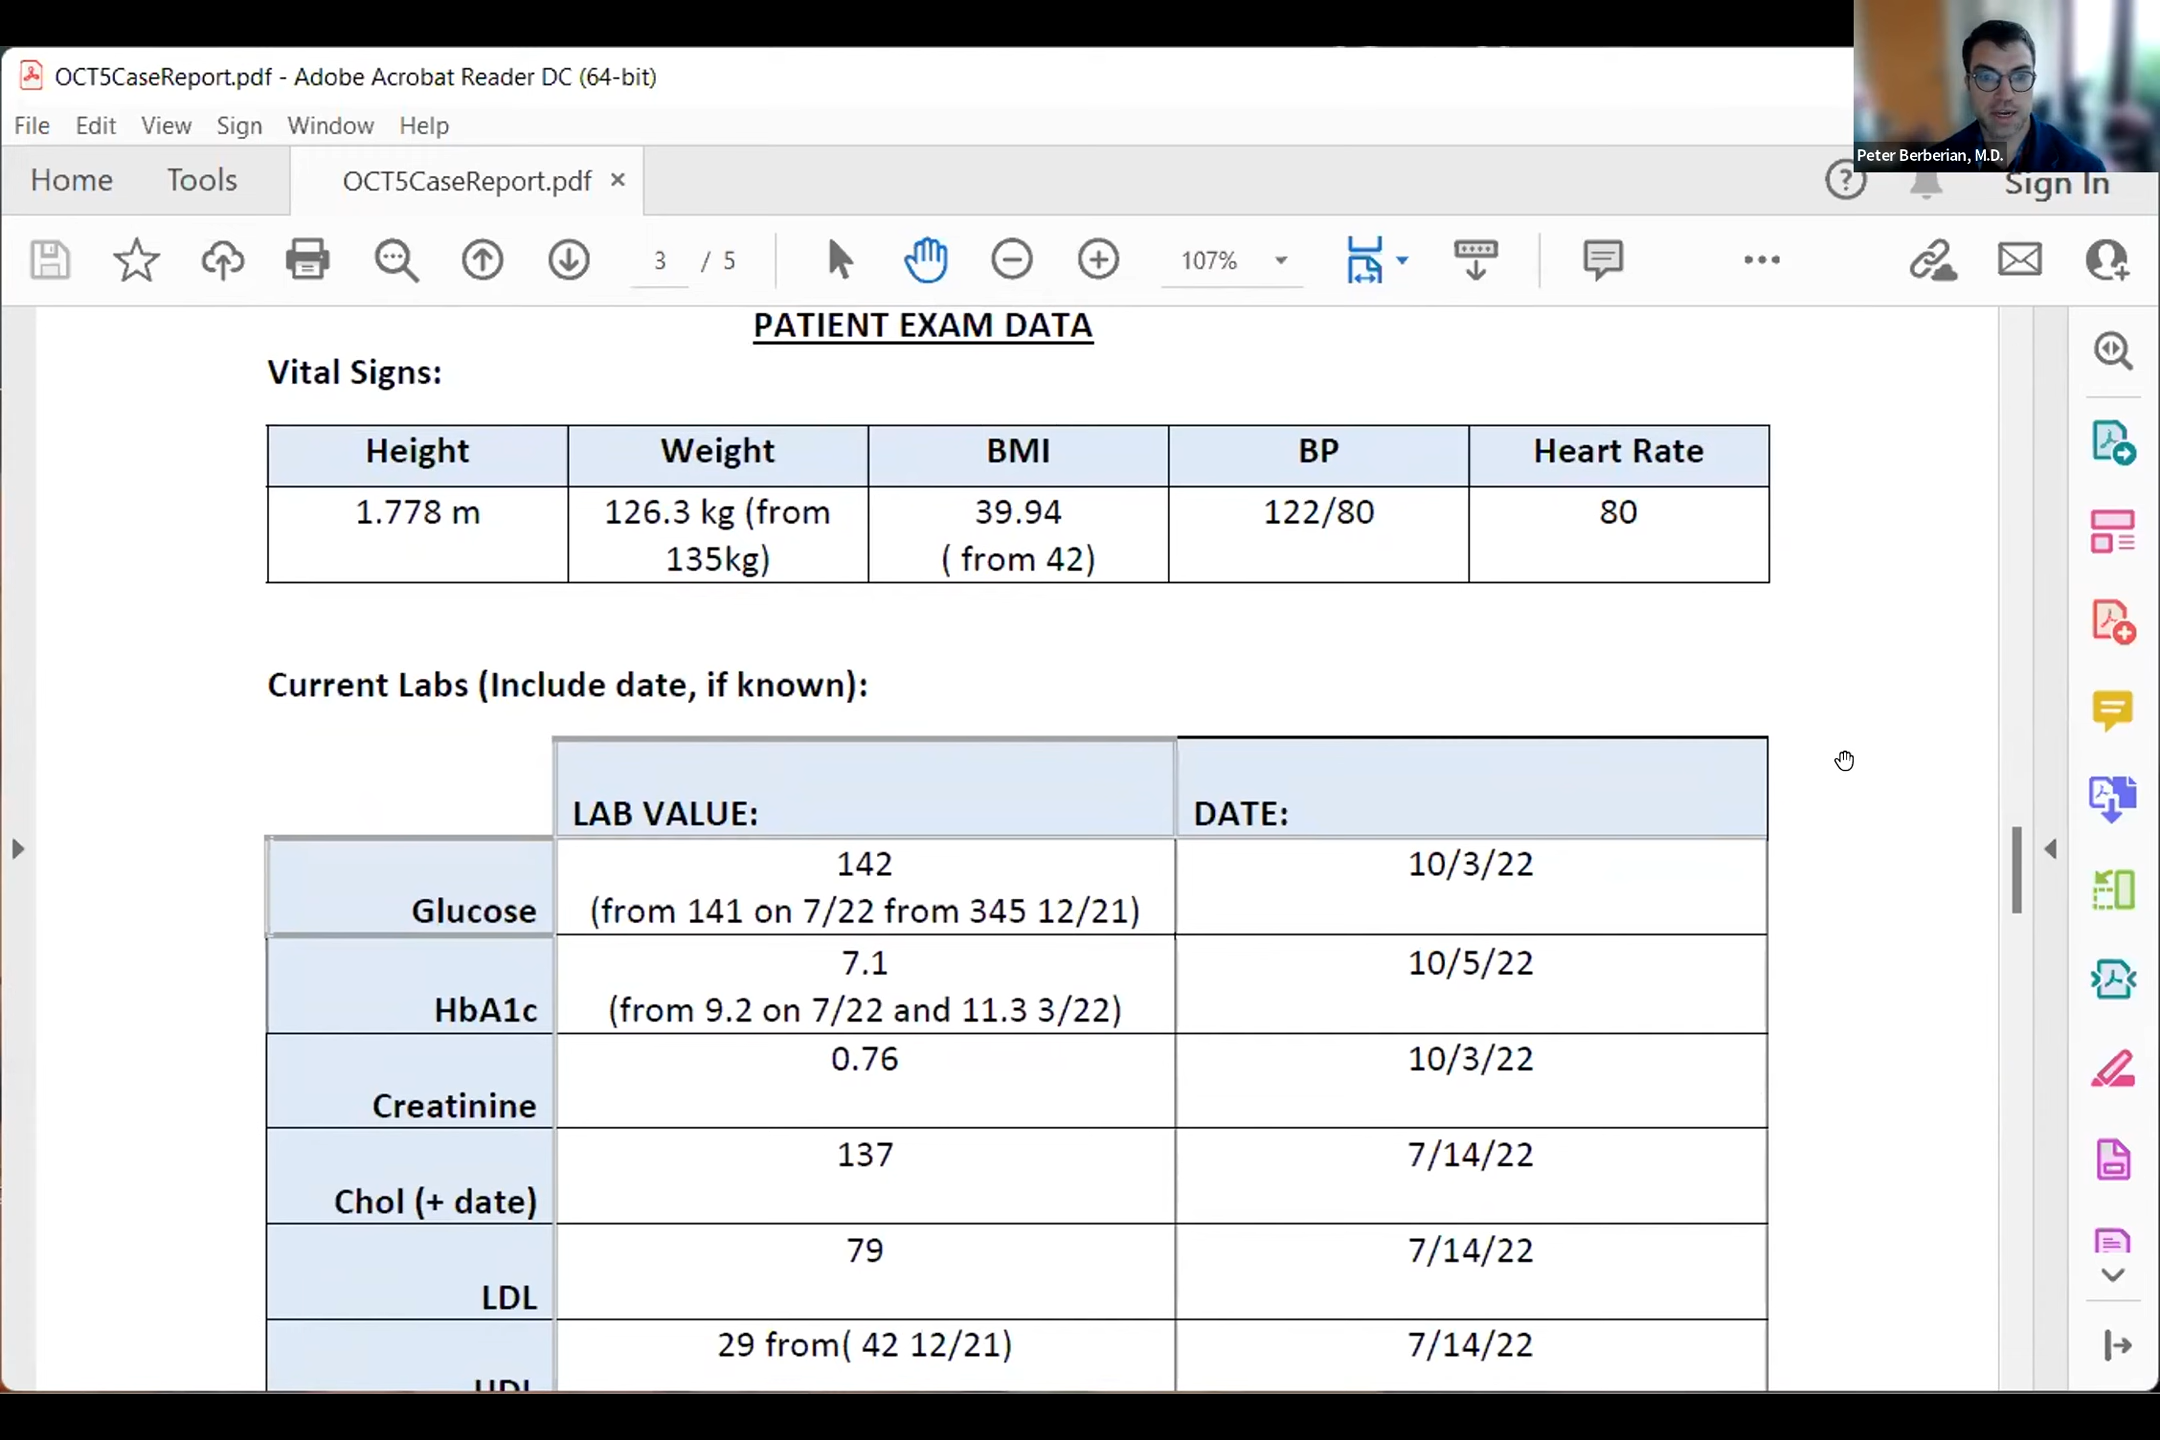 OCT5CaseReport.pdf - Adobe Acrobat Reader DC (64-bit)
File Edit View Sign Window Help
Peter Berberian, M.D.
Home Tools OCT5CaseReport.pdf × Sign In
3 / 5 107%
PATIENT EXAM DATA
Vital Signs:
Height Weight BMI BP Heart Rate
1.778 m 126.3 kg (from 39.94 122/80 80
135kg) ( from 42)
Current Labs (Include date, if known):
LAB VALUE: DATE:
142 10/3/22
Glucose (from 141 on 7/22 from 345 12/21)
7.1 10/5/22
HbA1c (from 9.2 on 7/22 and 11.3 3/22)
0.76 10/3/22
Creatinine
137 7/14/22
Chol (+ date)
79 7/14/22
LDL
29 from( 42 12/21) 7/14/22
HDL